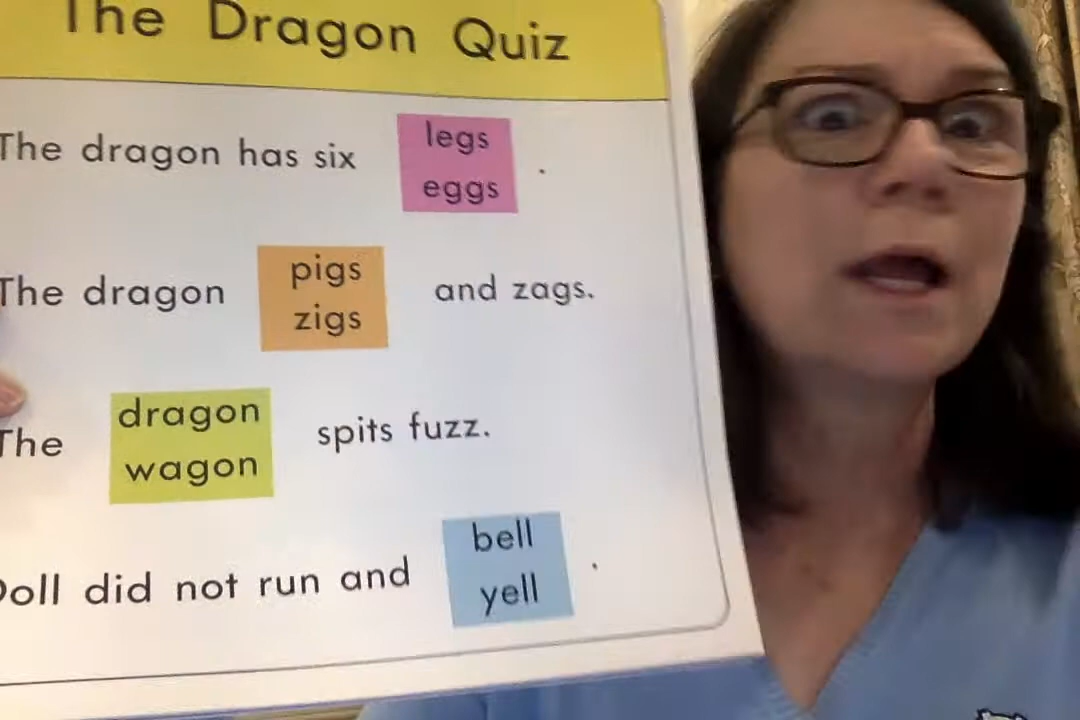 The Dragon Quiz
The dragon has six legs
eggs .
The dragon pigs
zigs and zags.
The dragon
wagon spits fuzz.
Doll did not run and bell
yell .